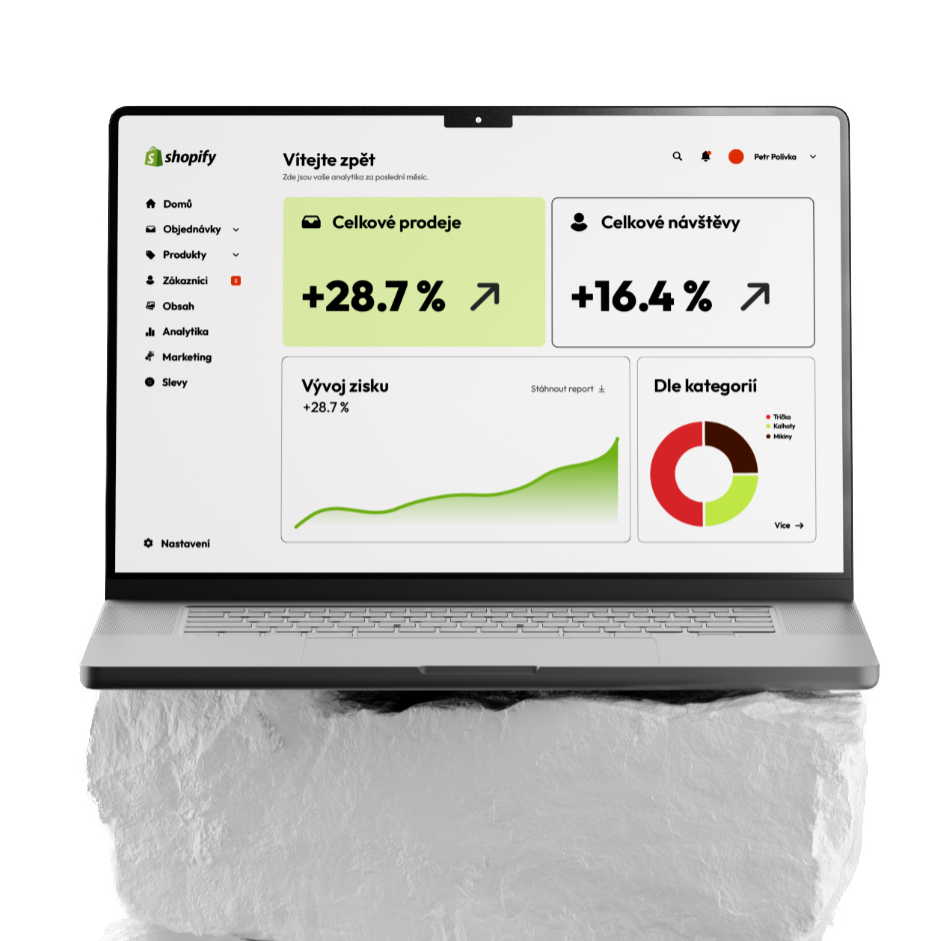 shopify
Vítejte zpět
Zde jsou vaše analytika za poslední měsíc.
Petr Polívka
Domů
Objednávky
Produkty
Zákazníci
Obsah
Analytika
Marketing
Slevy
Nastavení
Celkové prodeje
+28.7 %
Celkové návštěvy
+16.4 %
Vývoj zisku
+28.7 %
Stáhnout report
Dle kategorií
Trička
Kalhoty
Mikiny
Více